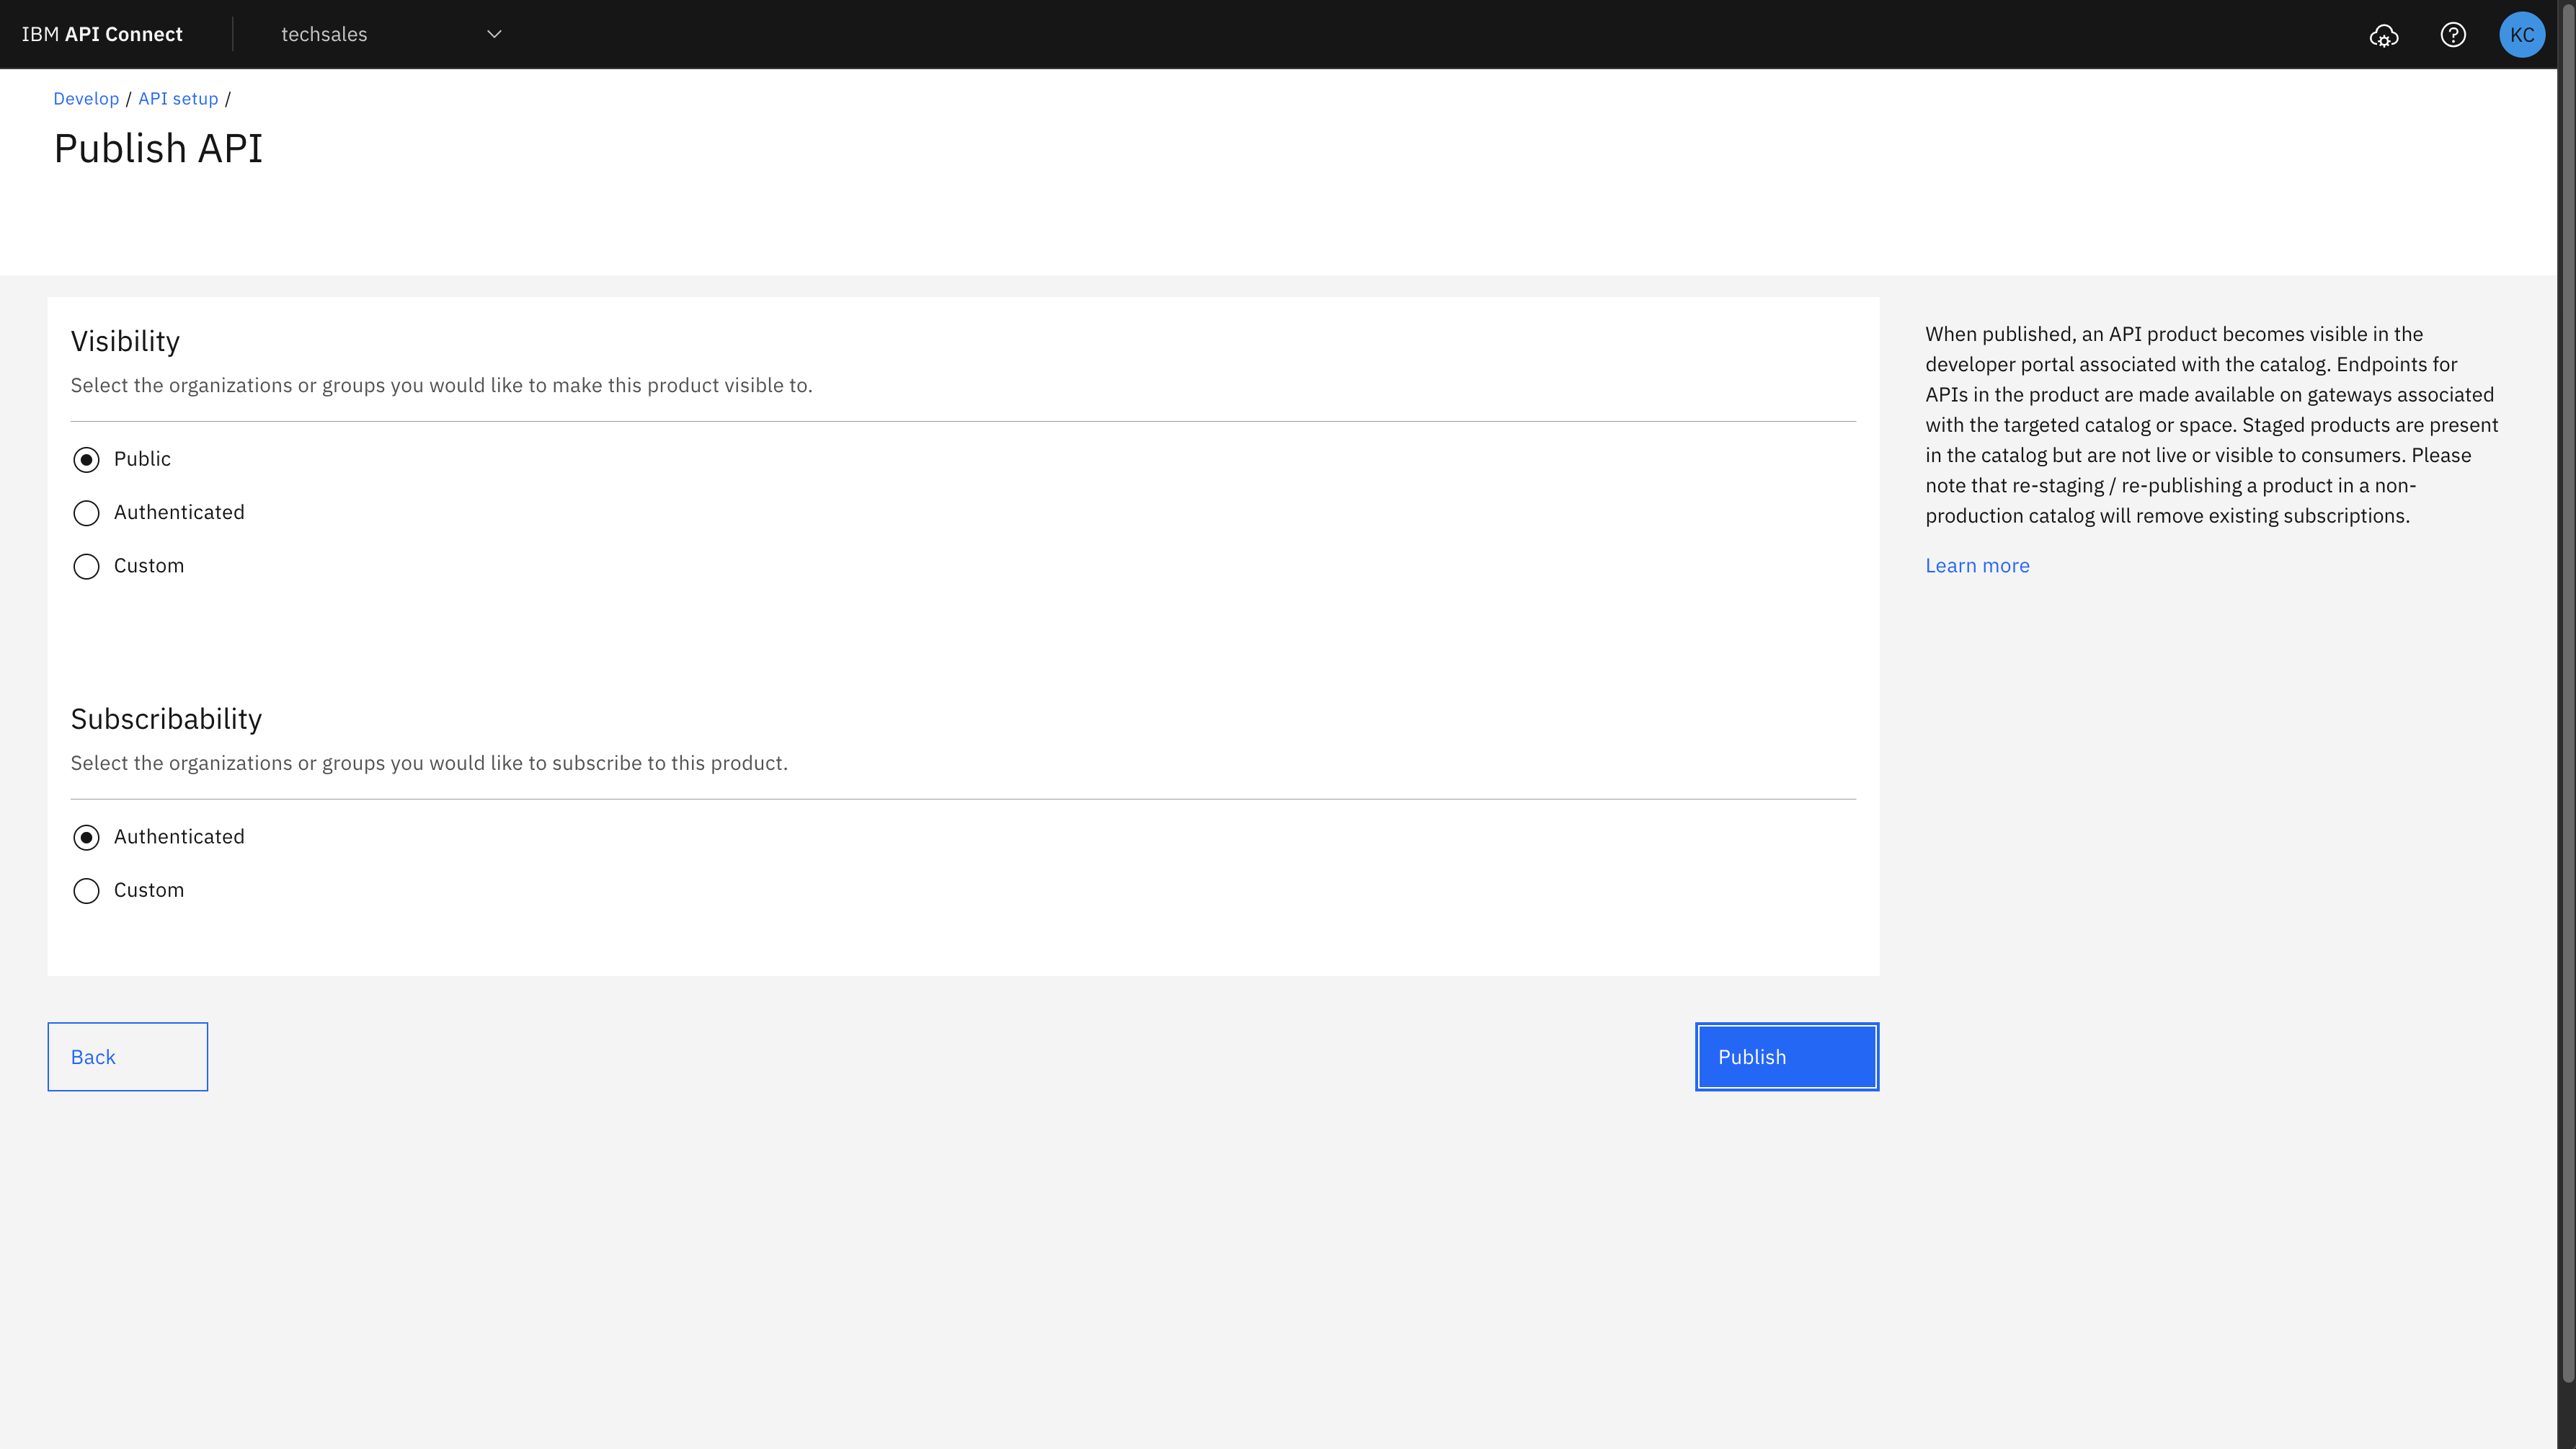 IBM API Connect
techsales
KC
Develop / API setup /
Publish API
Visibility
Select the organizations or groups you would like to make this product visible to.
Public
Authenticated
Custom
Subscribability
Select the organizations or groups you would like to subscribe to this product.
Authenticated
Custom
Back
Publish
When published, an API product becomes visible in the
developer portal associated with the catalog. Endpoints for
APIs in the product are made available on gateways associated
with the targeted catalog or space. Staged products are present
in the catalog but are not live or visible to consumers. Please
note that re-staging / re-publishing a product in a non-
production catalog will remove existing subscriptions.
Learn more